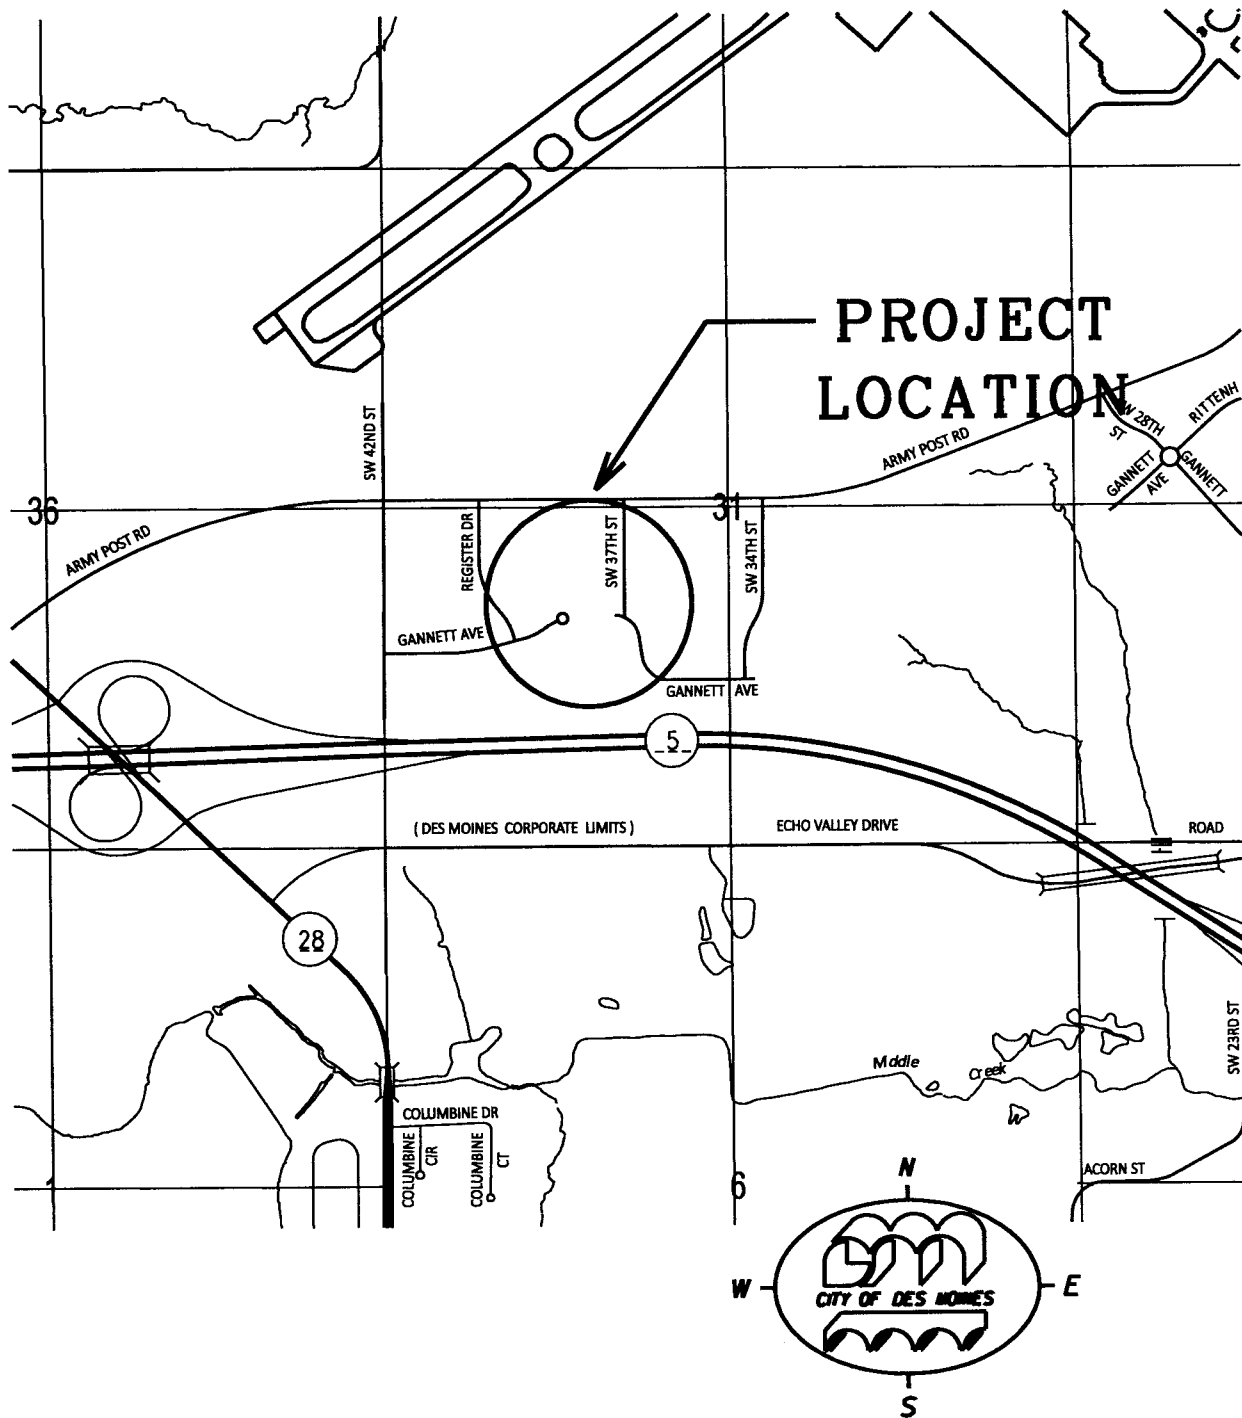 PROJECT
LOCATION
SW 42ND ST
ARMY POST RD
SW 28TH
ST
RITTENH
GANNETT
AVE
GANNETT
36
31
ARMY POST RD
REGISTER DR
SW 37TH ST
SW 34TH ST
GANNETT AVE
GANNETT AVE
5
( DES MOINES CORPORATE LIMITS )
ECHO VALLEY DRIVE
ROAD
28
SW 23RD ST
Middle Creek
COLUMBINE DR
COLUMBINE
CIR
COLUMBINE
CT
ACORN ST
1
6
N
W
E
CITY OF DES MOINES
S